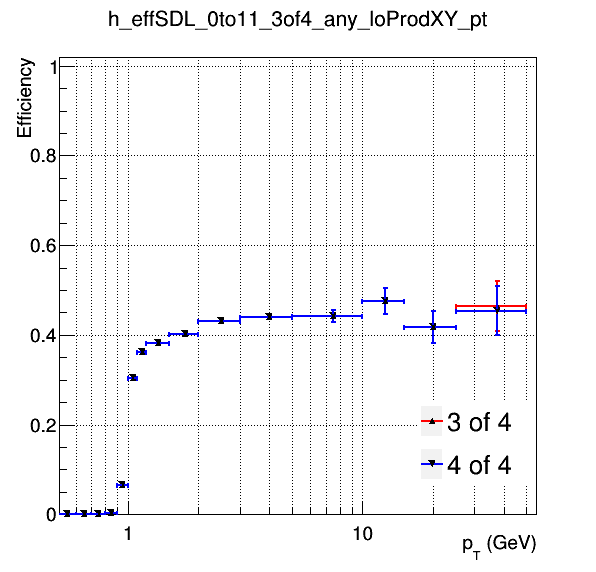 h_effSDL_0to11_3of4_any_loProdXY_pt
Efficiency
1
0.8
0.6
0.4
0.2
0
3 of 4
4 of 4
1
10
p_T (GeV)